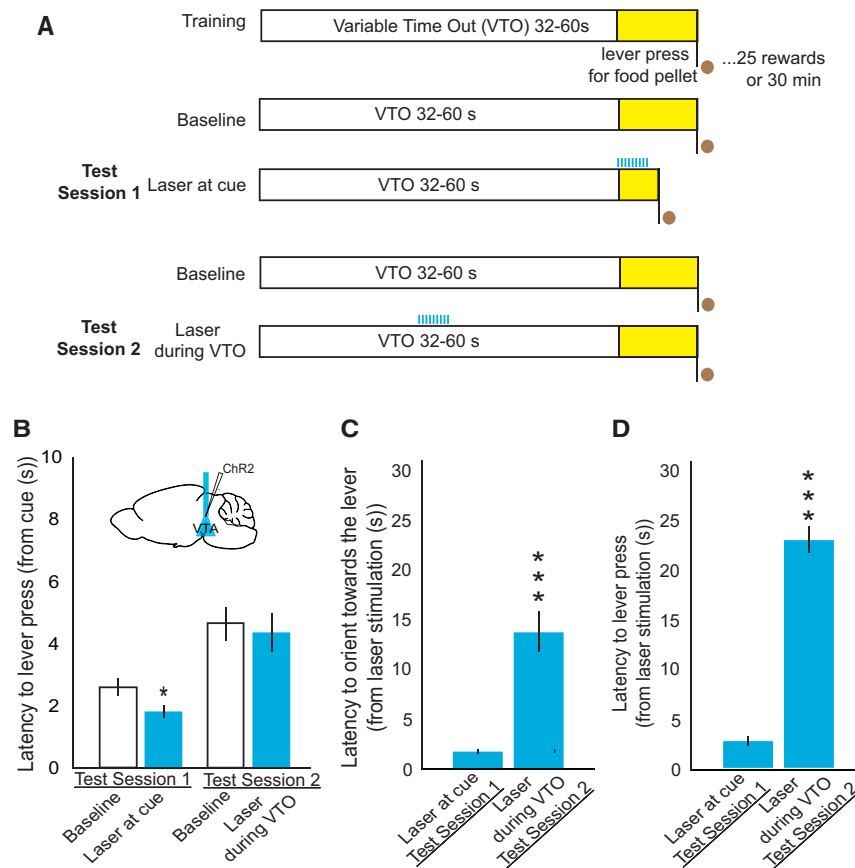 A
Training
Variable Time Out (VTO) 32-60s
lever press
for food pellet
...25 rewards
or 30 min
Baseline
VTO 32-60 s
Test
Session 1
Laser at cue
VTO 32-60 s
Baseline
VTO 32-60 s
Test
Session 2
Laser
during VTO
VTO 32-60 s
B
Latency to lever press (from cue (s))
10
8
6
4
2
0
ChR2
VTA
*
Test Session 1
Test Session 2
Baseline
Laser at cue
Baseline
Laser
during VTO
C
Latency to orient towards the lever
(from laser stimulation (s))
30
25
20
15
10
5
0
***
Laser at cue
Test Session 1
Laser
during VTO
Test Session 2
D
Latency to lever press
(from laser stimulation (s))
30
25
20
15
10
5
0
***
Laser at cue
Test Session 1
Laser
during VTO
Test Session 2